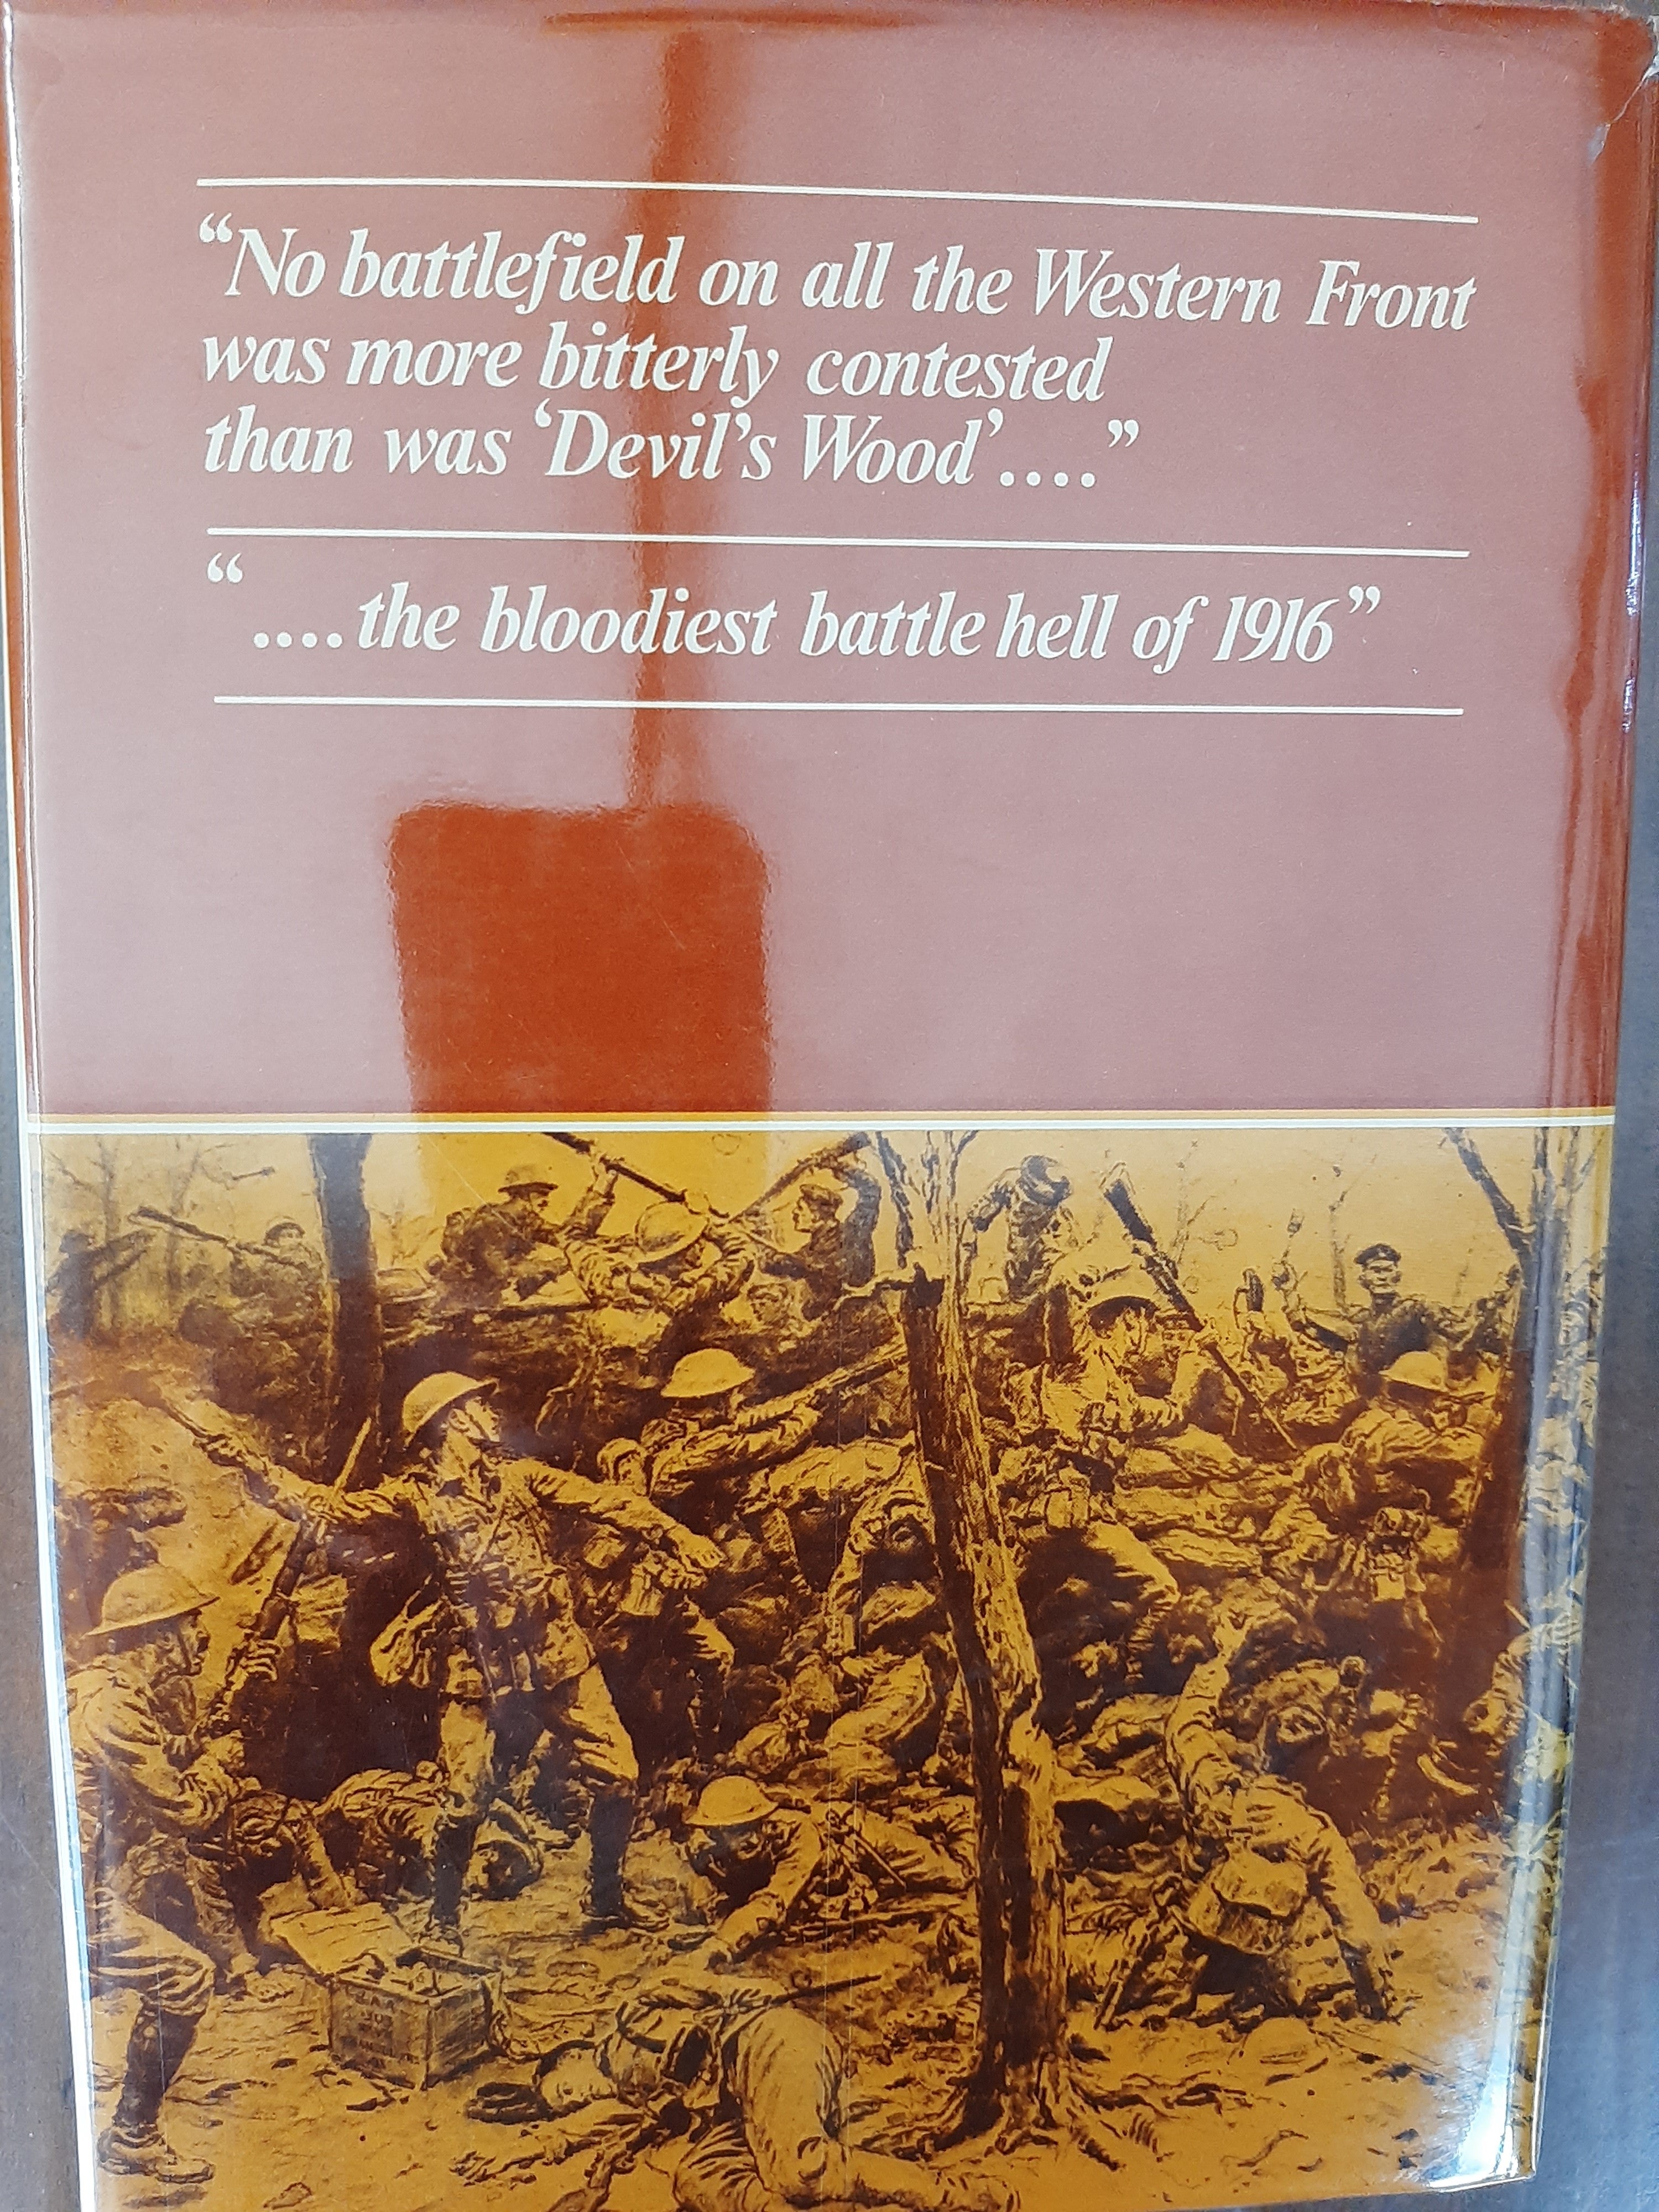 “No battlefield on all the Western Front
was more bitterly contested
than was ‘Devil’s Wood’....”
“....the bloodiest battle hell of 1916”